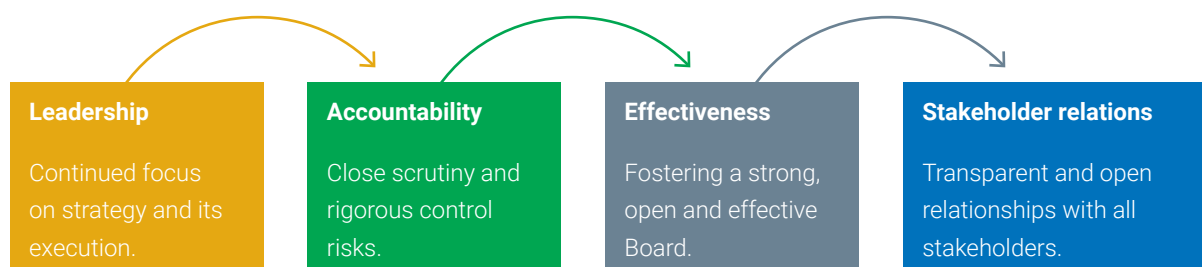 Leadership
Continued focus
on strategy and its
execution.
Accountability
Close scrutiny and
rigorous control
risks.
Effectiveness
Fostering a strong,
open and effective
Board.
Stakeholder relations
Transparent and open
relationships with all
stakeholders.